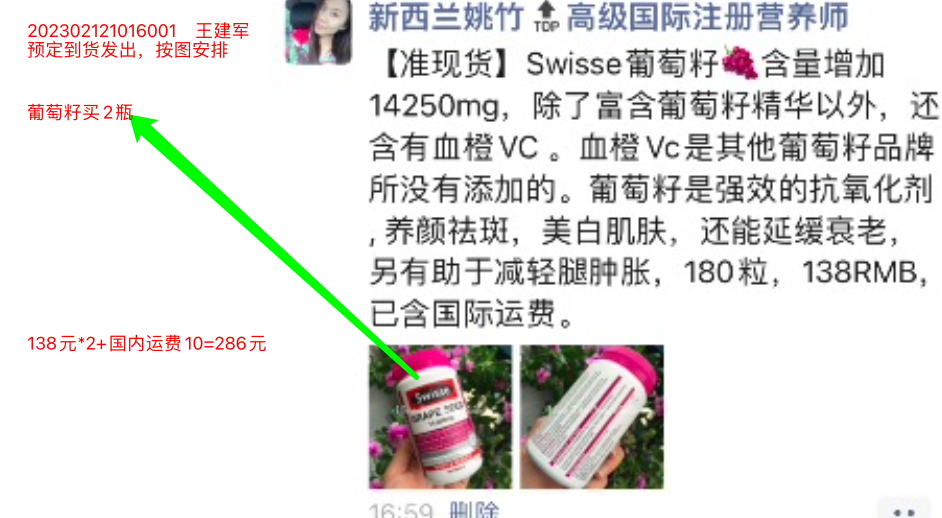 202302121016001 王建军
预定到货发出，按图安排
葡萄籽买2瓶
138元*2+国内运费10=286元
新西兰姚竹 TOP 高级国际注册营养师
【准现货】Swisse葡萄籽🍇含量增加
14250mg，除了富含葡萄籽精华以外，还
含有血橙VC 。血橙Vc是其他葡萄籽品牌
所没有添加的。葡萄籽是强效的抗氧化剂
, 养颜祛斑，美白肌肤，还能延缓衰老，
另有助于减轻腿肿胀，180粒，138RMB，
已含国际运费。
Swisse
GRAPE SEED
16:59 删除